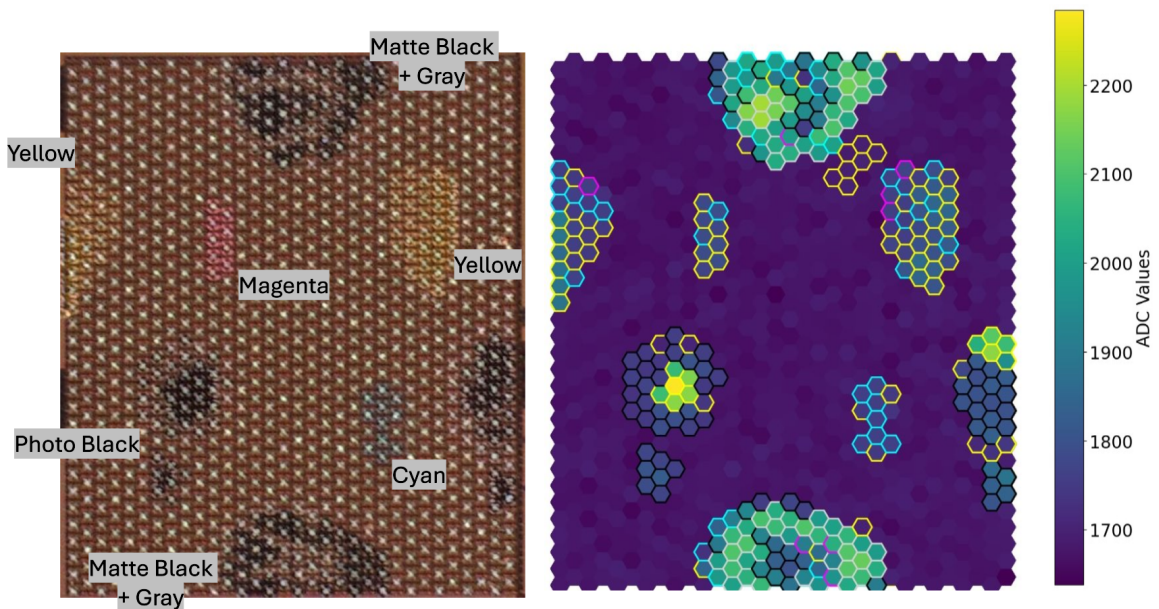 Matte Black
+ Gray
Yellow
Magenta
Yellow
Photo Black
Cyan
Matte Black
+ Gray
2200
2100
2000
1900
1800
1700
ADC Values